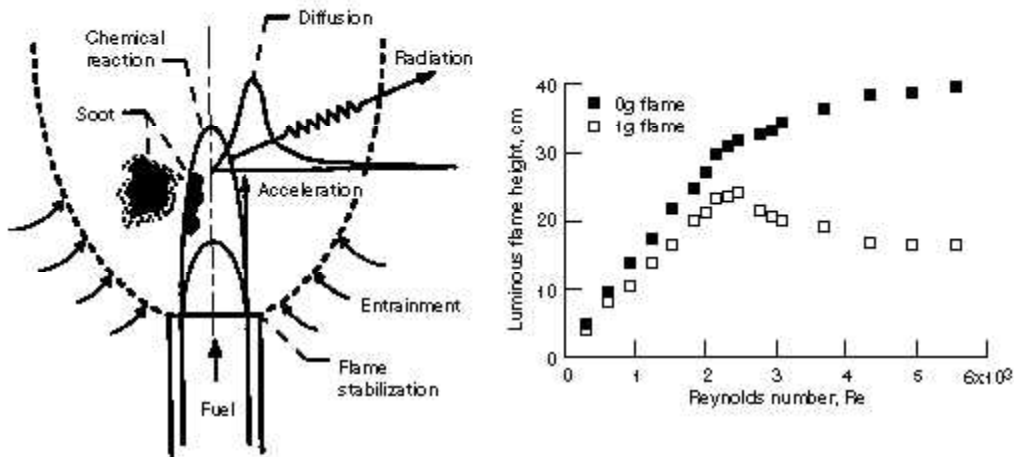 Diffusion
Chemical
reaction
Radiation
Soot
Acceleration
Entrainment
Flame
stabilization
Fuel
Luminous flame height, cm
40
30
20
10
0
0g flame
1g flame
0 1 2 3 4 5 6x10³
Reynolds number, Re